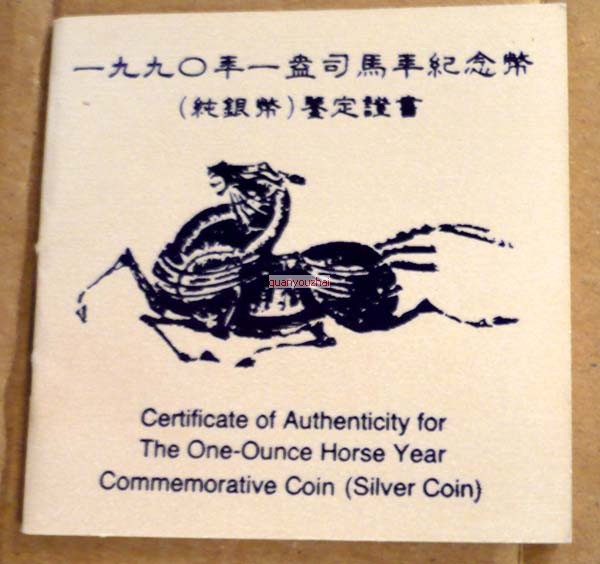 一九九〇年一盎司馬年紀念幣
(純銀幣)鑒定證書
quanyouzhai
Certificate of Authenticity for
The One-Ounce Horse Year
Commemorative Coin (Silver Coin)